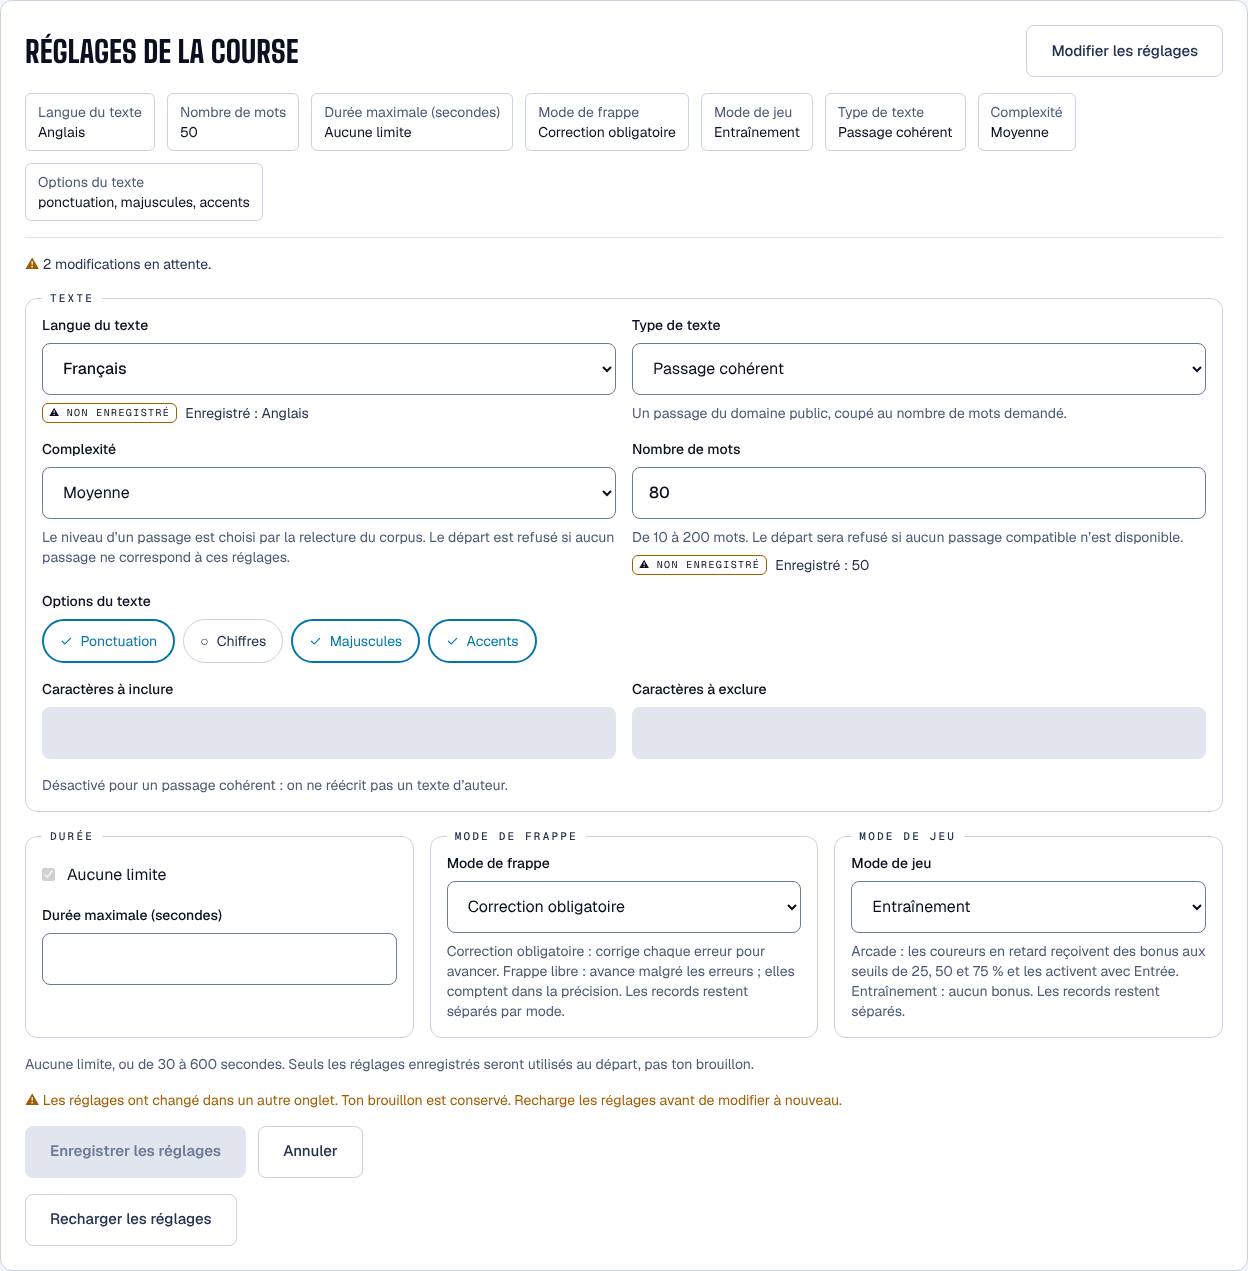 RÉGLAGES DE LA COURSE
Modifier les réglages
Langue du texte
Anglais
Nombre de mots
50
Durée maximale (secondes)
Aucune limite
Mode de frappe
Correction obligatoire
Mode de jeu
Entraînement
Type de texte
Passage cohérent
Complexité
Moyenne
Options du texte
ponctuation, majuscules, accents
2 modifications en attente.
TEXTE
Langue du texte
Français
NON ENREGISTRÉ Enregistré : Anglais
Type de texte
Passage cohérent
Un passage du domaine public, coupé au nombre de mots demandé.
Complexité
Moyenne
Le niveau d’un passage est choisi par la relecture du corpus. Le départ est refusé si aucun
passage ne correspond à ces réglages.
Nombre de mots
80
De 10 à 200 mots. Le départ sera refusé si aucun passage compatible n’est disponible.
NON ENREGISTRÉ Enregistré : 50
Options du texte
✓ Ponctuation
○ Chiffres
✓ Majuscules
✓ Accents
Caractères à inclure
Caractères à exclure
Désactivé pour un passage cohérent : on ne réécrit pas un texte d’auteur.
DURÉE
Aucune limite
Durée maximale (secondes)
MODE DE FRAPPE
Mode de frappe
Correction obligatoire
Correction obligatoire : corrige chaque erreur pour
avancer. Frappe libre : avance malgré les erreurs ; elles
comptent dans la précision. Les records restent
séparés par mode.
MODE DE JEU
Mode de jeu
Entraînement
Arcade : les coureurs en retard reçoivent des bonus aux
seuils de 25, 50 et 75 % et les activent avec Entrée.
Entraînement : aucun bonus. Les records restent
séparés.
Aucune limite, ou de 30 à 600 secondes. Seuls les réglages enregistrés seront utilisés au départ, pas ton brouillon.
Les réglages ont changé dans un autre onglet. Ton brouillon est conservé. Recharge les réglages avant de modifier à nouveau.
Enregistrer les réglages
Annuler
Recharger les réglages